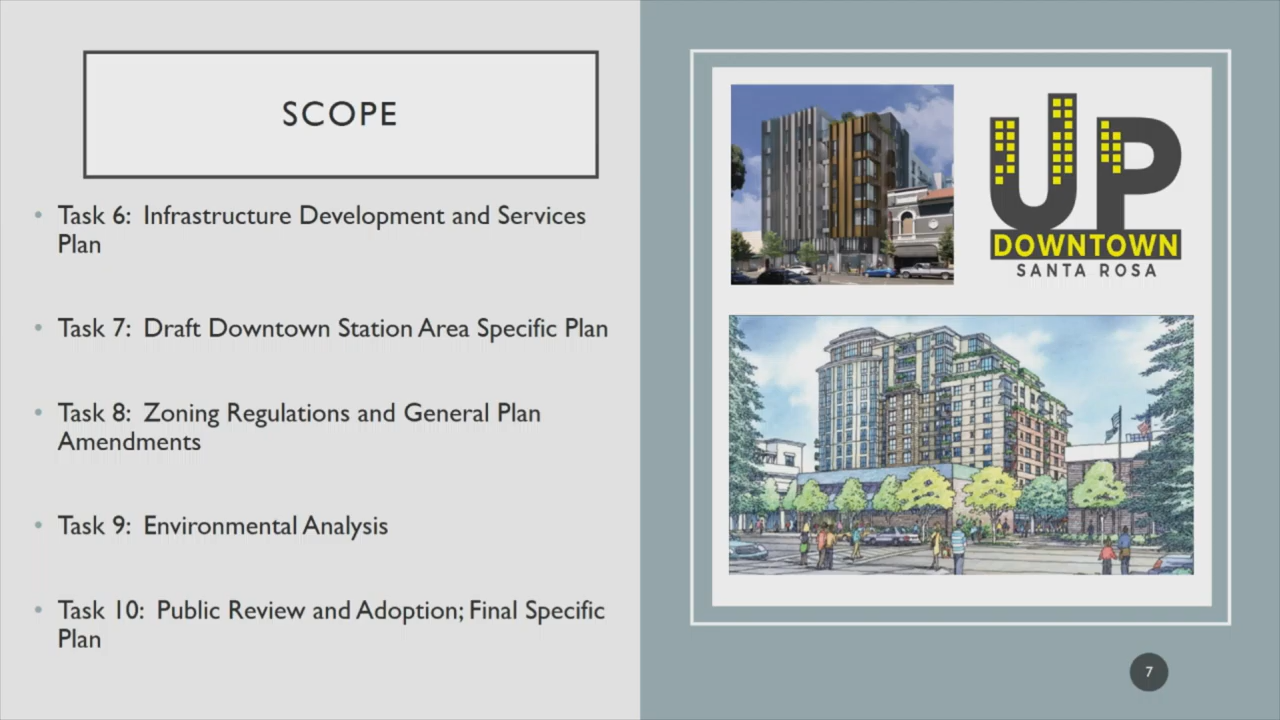 SCOPE
• Task 6: Infrastructure Development and Services
Plan
• Task 7: Draft Downtown Station Area Specific Plan
• Task 8: Zoning Regulations and General Plan
Amendments
• Task 9: Environmental Analysis
• Task 10: Public Review and Adoption; Final Specific
Plan
UP
DOWNTOWN
SANTA ROSA
7